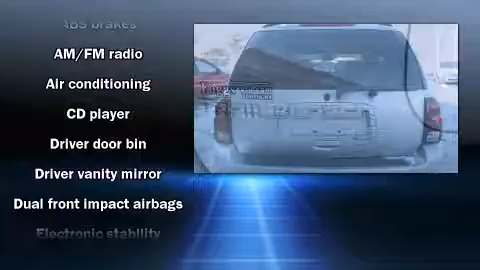 ABS brakes
AM/FM radio
Air conditioning
CD player
Driver door bin
Driver vanity mirror
Dual front impact airbags
Electronic stability